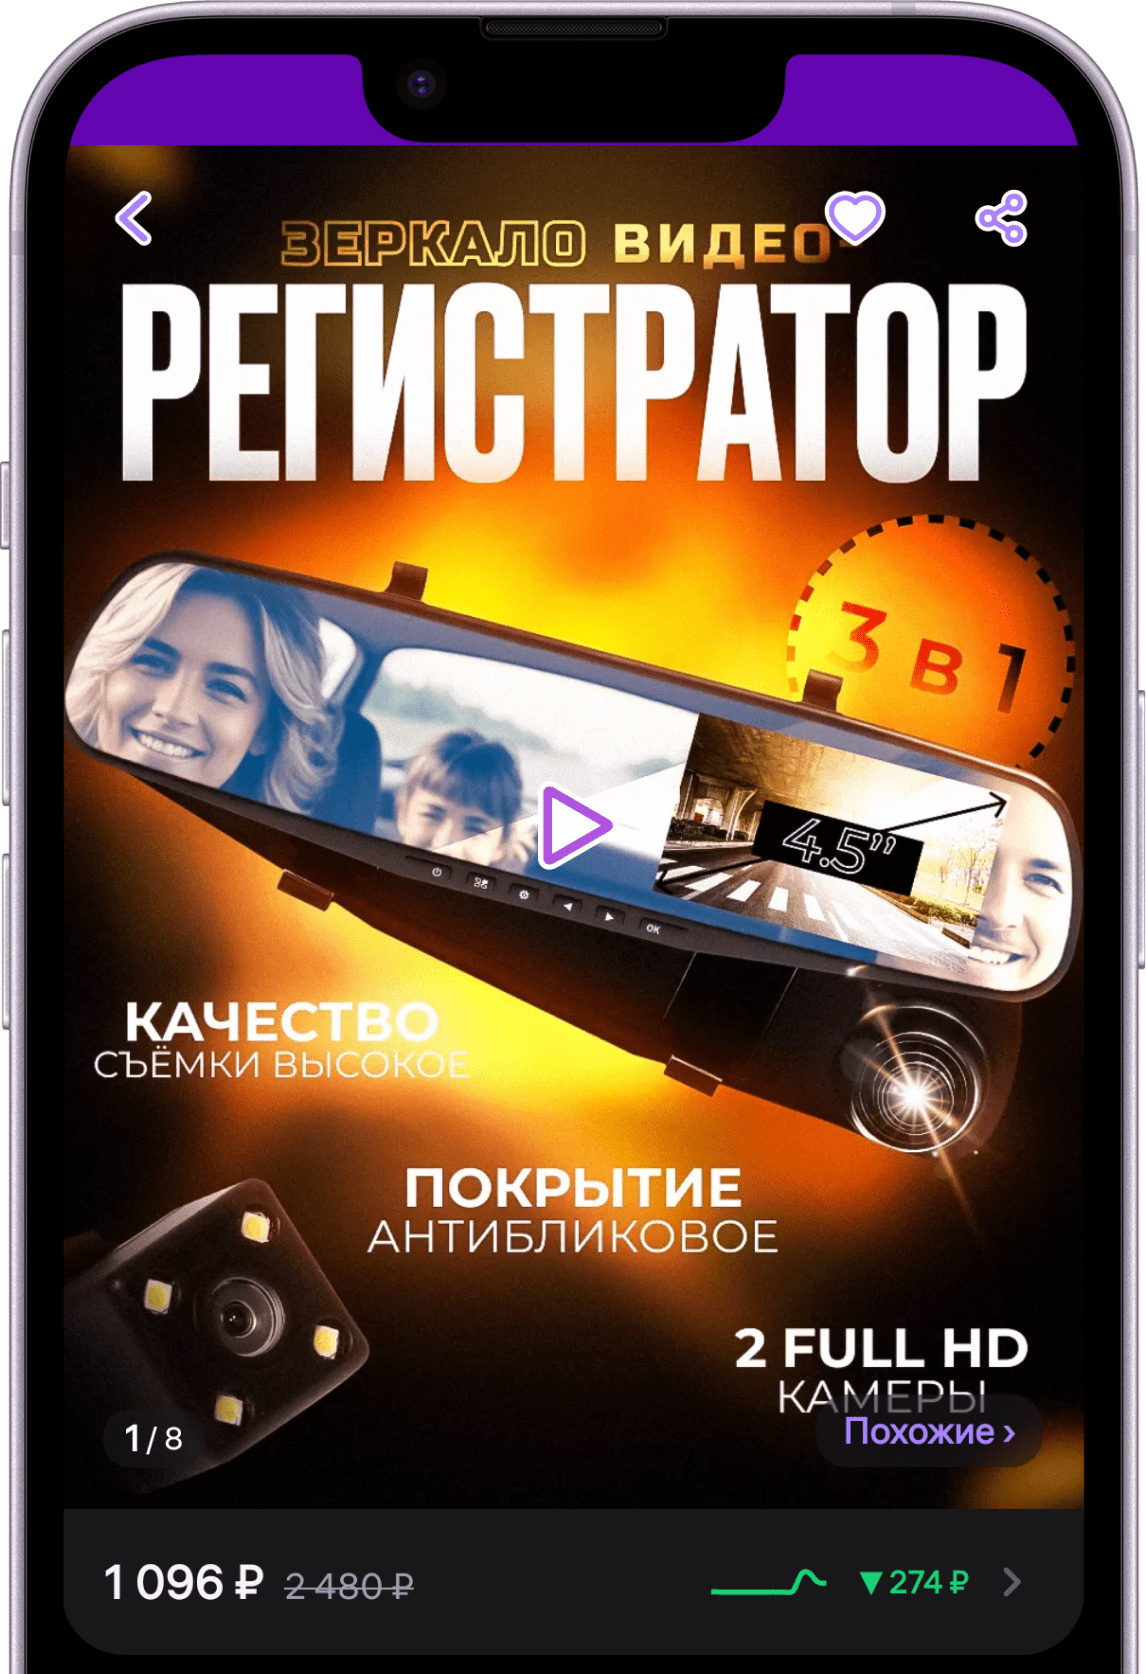 ЗЕРКАЛО ВИДЕО-
РЕГИСТРАТОР
3 в 1
4.5”
OK
КАЧЕСТВО
СЪЁМКИ ВЫСОКОЕ
ПОКРЫТИЕ
АНТИБЛИКОВОЕ
2 FULL HD
КАМЕРЫ
1/8
Похожие ›
1 096 ₽ 2 480 ₽ ▼274 ₽